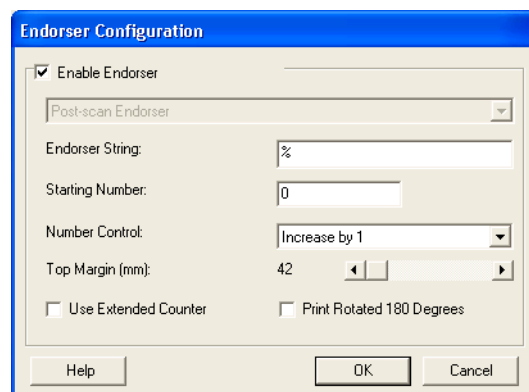 Endorser Configuration
Enable Endorser
Post-scan Endorser
Endorser String:
%
Starting Number:
0
Number Control:
Increase by 1
Top Margin (mm):
42
Use Extended Counter
Print Rotated 180 Degrees
Help
OK
Cancel